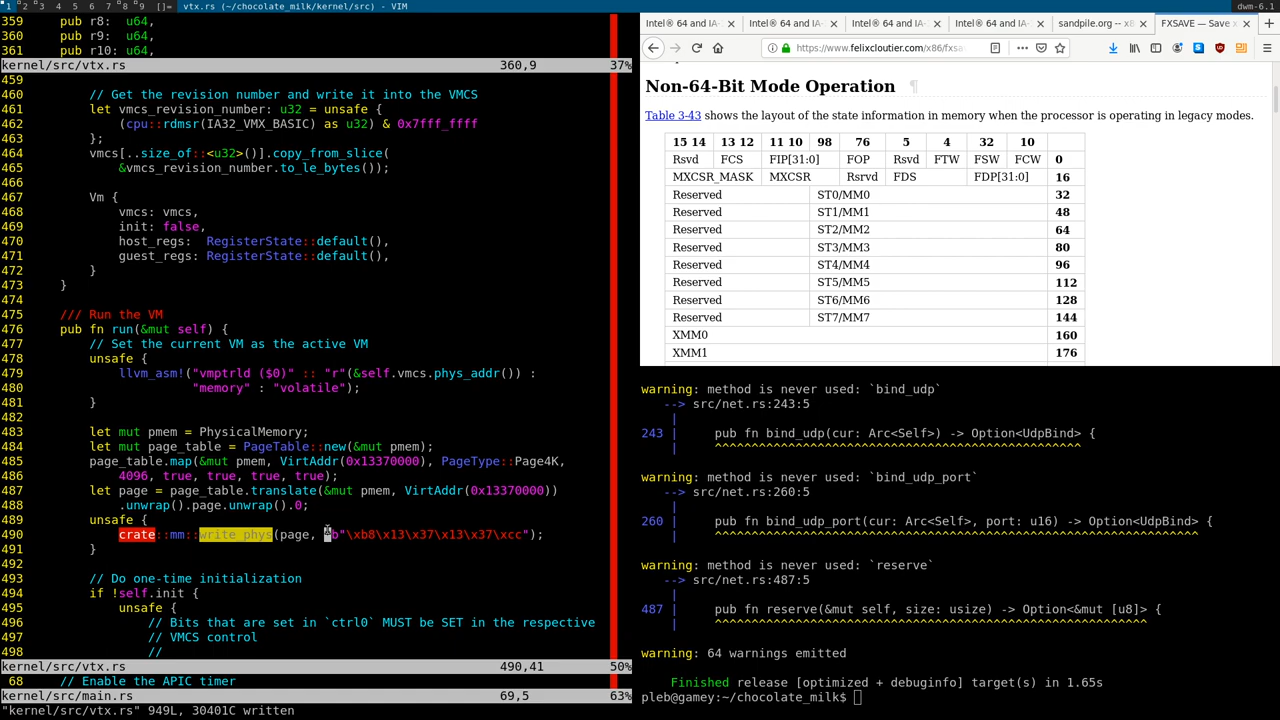 1 2 3 4 5 6 7 8 9 []= vtx.rs (~/chocolate_milk/kernel/src) - VIM dwm-6.1
359     pub r8:  u64,
360     pub r9:  u64,
361     pub r10: u64,
kernel/src/vtx.rs 360,9 37%
459
460         // Get the revision number and write it into the VMCS
461         let vmcs_revision_number: u32 = unsafe {
462             (cpu::rdmsr(IA32_VMX_BASIC) as u32) & 0x7fff_ffff
463         };
464         vmcs[..size_of::<u32>()].copy_from_slice(
465             &vmcs_revision_number.to_le_bytes());
466
467         Vm {
468             vmcs: vmcs,
469             init: false,
470             host_regs:  RegisterState::default(),
471             guest_regs: RegisterState::default(),
472         }
473     }
474
475     /// Run the VM
476     pub fn run(&mut self) {
477         // Set the current VM as the active VM
478         unsafe {
479             llvm_asm!("vmptrld ($0)" :: "r"(&self.vmcs.phys_addr()) :
480                       "memory" : "volatile");
481         }
482
483         let mut pmem = PhysicalMemory;
484         let mut page_table = PageTable::new(&mut pmem);
485         page_table.map(&mut pmem, VirtAddr(0x13370000), PageType::Page4K,
486             4096, true, true, true, true);
487         let page = page_table.translate(&mut pmem, VirtAddr(0x13370000))
488             .unwrap().page.unwrap().0;
489         unsafe {
490             crate::mm::write_phys(page, *b"\xb8\x13\x37\x13\x37\xcc");
491         }
492
493         // Do one-time initialization
494         if !self.init {
495             unsafe {
496                 // Bits that are set in `ctrl0` MUST be SET in the respective
497                 // VMCS control
498                 //
kernel/src/vtx.rs 490,41 50%
68     // Enable the APIC timer
kernel/src/main.rs 69,5 63%
"kernel/src/vtx.rs" 949L, 30401C written
Intel® 64 and IA- Intel® 64 and IA- Intel® 64 and IA- Intel® 64 and IA- sandpile.org -- x8 FXSAVE — Save x
https://www.felixcloutier.com/x86/fxsa
Non-64-Bit Mode Operation ¶
Table 3-43 shows the layout of the state information in memory when the processor is operating in legacy modes.
15 14 13 12 11 10 98 76 5 4 32 10
Rsvd FCS FIP[31:0] FOP Rsvd FTW FSW FCW 0
MXCSR_MASK MXCSR Rsrvd FDS FDP[31:0] 16
Reserved ST0/MM0 32
Reserved ST1/MM1 48
Reserved ST2/MM2 64
Reserved ST3/MM3 80
Reserved ST4/MM4 96
Reserved ST5/MM5 112
Reserved ST6/MM6 128
Reserved ST7/MM7 144
XMM0 160
XMM1 176
warning: method is never used: `bind_udp`
   --> src/net.rs:243:5
    |
243 |     pub fn bind_udp(cur: Arc<Self>) -> Option<UdpBind> {
    |     ^^^^^^^^^^^^^^^^^^^^^^^^^^^^^^^^^^^^^^^^^^^^^^^^^^
warning: method is never used: `bind_udp_port`
   --> src/net.rs:260:5
    |
260 |     pub fn bind_udp_port(cur: Arc<Self>, port: u16) -> Option<UdpBind> {
    |     ^^^^^^^^^^^^^^^^^^^^^^^^^^^^^^^^^^^^^^^^^^^^^^^^^^^^^^^^^^^^^^^^^^
warning: method is never used: `reserve`
   --> src/net.rs:487:5
    |
487 |     pub fn reserve(&mut self, size: usize) -> Option<&mut [u8]> {
    |     ^^^^^^^^^^^^^^^^^^^^^^^^^^^^^^^^^^^^^^^^^^^^^^^^^^^^^^^^^^^
warning: 64 warnings emitted
    Finished release [optimized + debuginfo] target(s) in 1.65s
pleb@gamey:~/chocolate_milk$